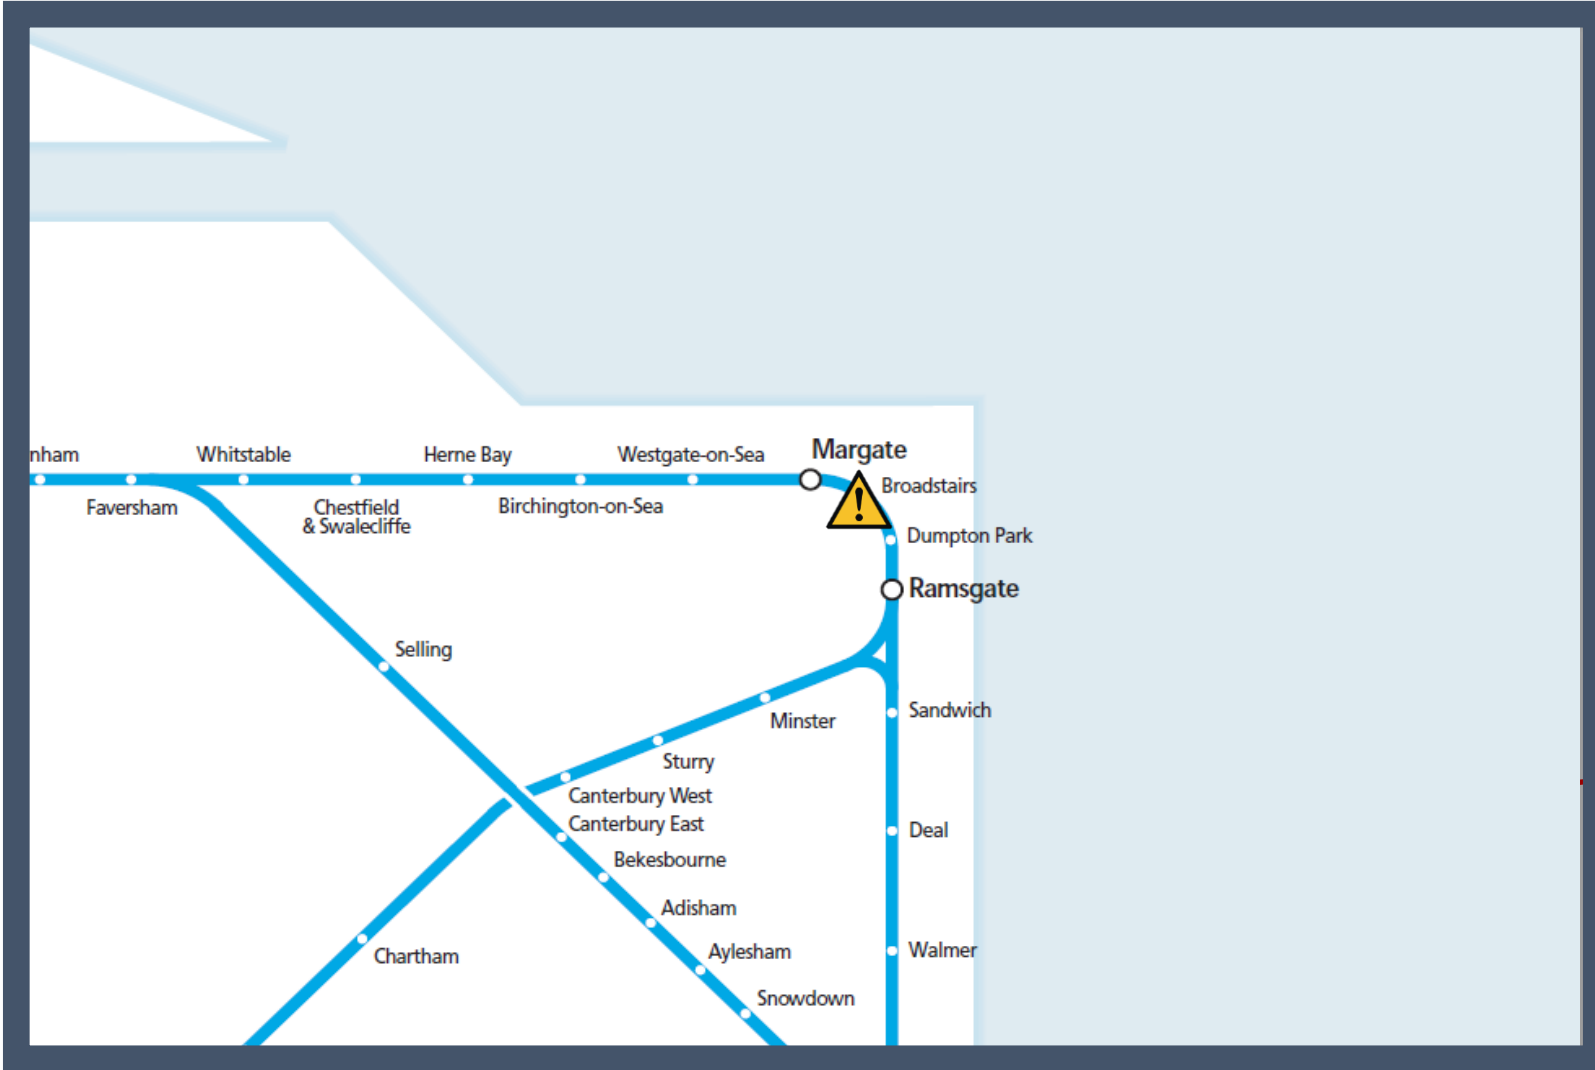 Margate
nham
Whitstable
Herne Bay
Westgate-on-Sea
Broadstairs
Faversham
Chestfield
& Swalecliffe
Birchington-on-Sea
Dumpton Park
Ramsgate
Selling
Sandwich
Minster
Sturry
Canterbury West
Canterbury East
Deal
Bekesbourne
Adisham
Aylesham
Walmer
Chartham
Snowdown